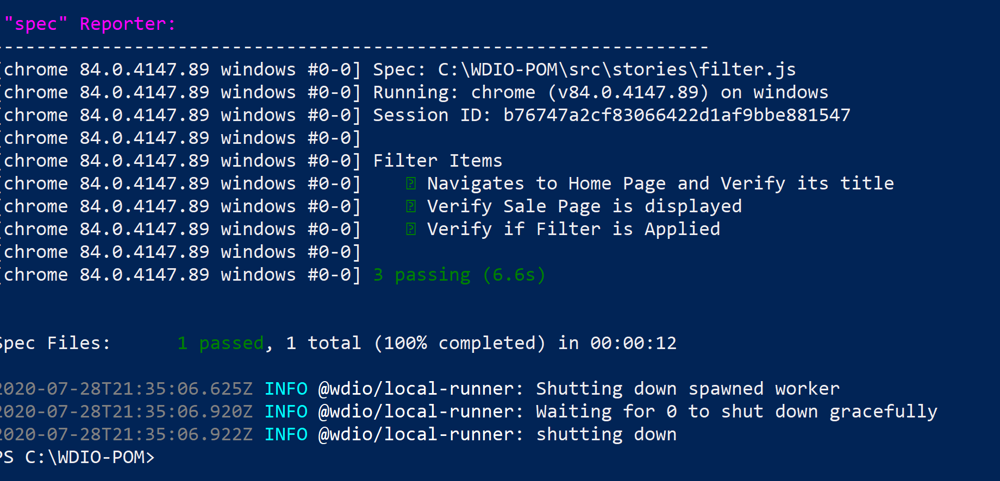 "spec" Reporter:
------------------------------------------------------------------
[chrome 84.0.4147.89 windows #0-0] Spec: C:\WDIO-POM\src\stories\filter.js
[chrome 84.0.4147.89 windows #0-0] Running: chrome (v84.0.4147.89) on windows
[chrome 84.0.4147.89 windows #0-0] Session ID: b76747a2cf83066422d1af9bbe881547
[chrome 84.0.4147.89 windows #0-0]
[chrome 84.0.4147.89 windows #0-0] Filter Items
[chrome 84.0.4147.89 windows #0-0] ⍰ Navigates to Home Page and Verify its title
[chrome 84.0.4147.89 windows #0-0] ⍰ Verify Sale Page is displayed
[chrome 84.0.4147.89 windows #0-0] ⍰ Verify if Filter is Applied
[chrome 84.0.4147.89 windows #0-0]
[chrome 84.0.4147.89 windows #0-0] 3 passing (6.6s)
Spec Files: 1 passed, 1 total (100% completed) in 00:00:12
2020-07-28T21:35:06.625Z INFO @wdio/local-runner: Shutting down spawned worker
2020-07-28T21:35:06.920Z INFO @wdio/local-runner: Waiting for 0 to shut down gracefully
2020-07-28T21:35:06.922Z INFO @wdio/local-runner: shutting down
PS C:\WDIO-POM>